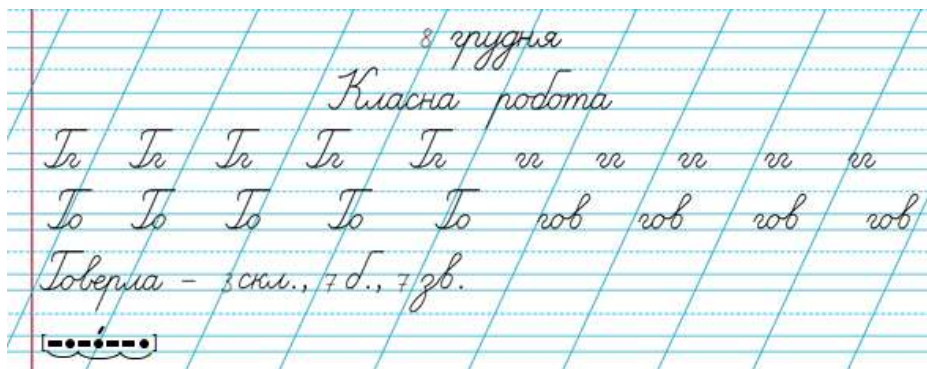 8 грудня
Класна робота
Гг Гг Гг Гг Гг гг гг гг гг гг
Го Го Го Го Го гов гов гов гов
Говерла – 3 скл., 7 б., 7 зв.
[–•–•́––•]